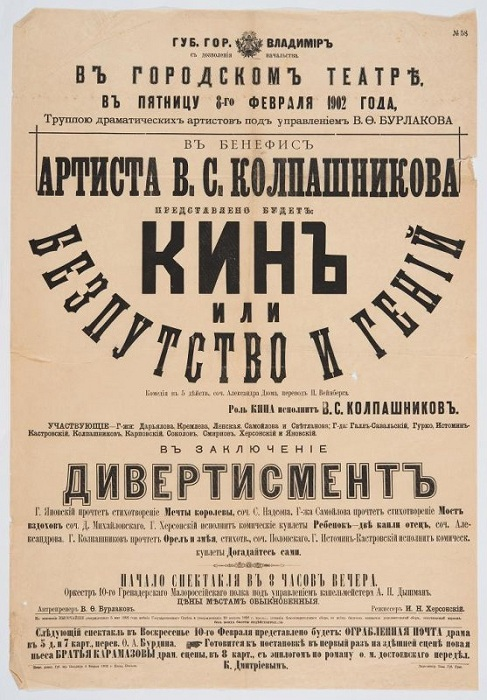 № 58
ГУБ. ГОР. ВЛАДИМІРЪ
съ дозволенія начальства.
ВЪ ГОРОДСКОМЪ ТЕАТРѢ,
ВЪ ПЯТНИЦУ 8-го ФЕВРАЛЯ 1902 ГОДА,
Труппою драматическихъ артистовъ подъ управленіемъ В. Ѳ. БУРЛАКОВА
ВЪ БЕНЕФИСЪ
АРТИСТА В. С. КОЛПАШНИКОВА
ПРЕДСТАВЛЕНО БУДЕТЪ:
КИНЪ
ИЛИ
БЕЗПУТСТВО И ГЕНІЙ
Комедія въ 5 дѣйств. соч. Александра Дюма, переводъ П. Вейнберга.
Роль КИНА исполнитъ В. С. КОЛПАШНИКОВЪ.
УЧАСТВУЮЩІЕ—Г-жи: Дарьялова, Кремлева, Ленская, Самойлова и Свѣтланова; Г-да: Галлъ-Савальскій, Гурко, Истоминъ-
Кастровскій, Колпашниковъ, Карповскій, Соколовъ, Смирновъ, Херсонскій и Яновскій.
ВЪ ЗАКЛЮЧЕНІЕ
ДИВЕРТИСМЕНТЪ
Г. Яновскій прочтетъ стихотвореніе Мечты королевы, соч. С. Надсона. Г-жа Самойлова прочтетъ стихотвореніе Мостъ
вздоховъ соч. Д. Михаловскаго. Г. Херсонскій исполнитъ комическіе куплеты Ребенокъ—двѣ капли отецъ, соч. Але-
ксандрова. Г. Колпашниковъ прочтетъ Орелъ и змѣя, стихотв., соч. Полонскаго. Г. Истоминъ-Кастровскій исполнитъ комическ.
куплеты Догадайтесь сами.
НАЧАЛО СПЕКТАКЛЯ ВЪ 8 ЧАСОВЪ ВЕЧЕРА.
Оркестръ 10-го Гренадерскаго Малороссійскаго полка подъ управленіемъ капельмейстера А. П. Дышманъ.
ЦѢНЫ МѢСТАМЪ ОБЫКНОВЕННЫЯ.
Антрепренеръ В. Ѳ. Бурлаковъ. Режиссеръ И. Н. Херсонскій.
Слѣдующій спектакль въ Воскресенье 10-го Февраля представлено будетъ: ОГРАБЛЕННАЯ ПОЧТА драма
въ 5 д. и 7 карт., перев. О. А. Бурдина. Готовится къ постановкѣ въ первый разъ на здѣшней сценѣ новая
пьеса БРАТЬЯ КАРАМАЗОВЫ драм. сцены, въ 8 карт., съ эпилогомъ по роману О. М. Достоевскаго передѣл.
К. Дмитріевымъ.